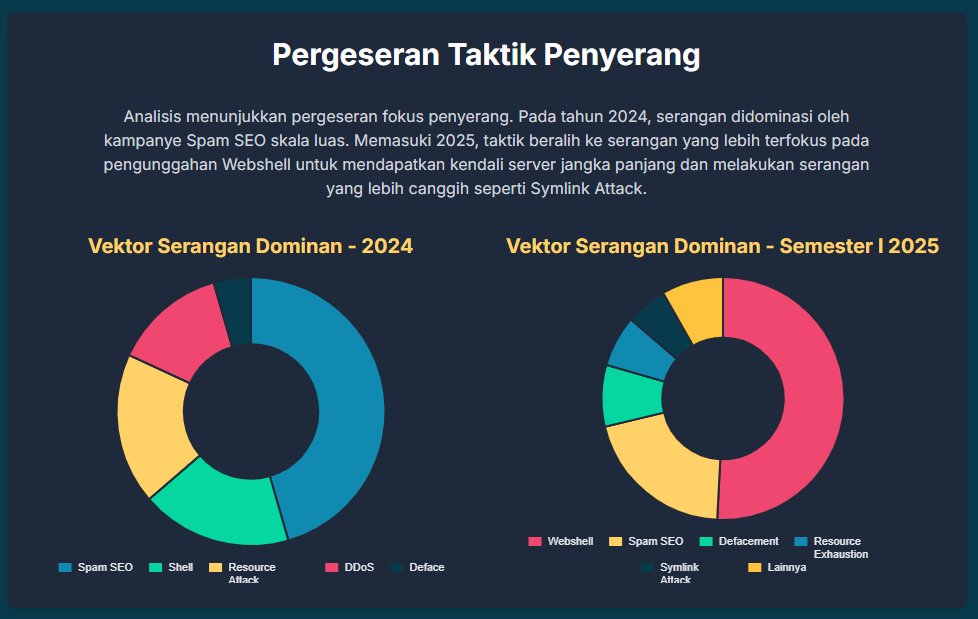 Pergeseran Taktik Penyerang
Analisis menunjukkan pergeseran fokus penyerang. Pada tahun 2024, serangan didominasi oleh
kampanye Spam SEO skala luas. Memasuki 2025, taktik beralih ke serangan yang lebih terfokus pada
pengunggahan Webshell untuk mendapatkan kendali server jangka panjang dan melakukan serangan
yang lebih canggih seperti Symlink Attack.
Vektor Serangan Dominan - 2024
Spam SEO
Shell
Resource
Attack
DDoS
Deface
Vektor Serangan Dominan - Semester I 2025
Webshell
Spam SEO
Defacement
Resource
Exhaustion
Symlink
Attack
Lainnya